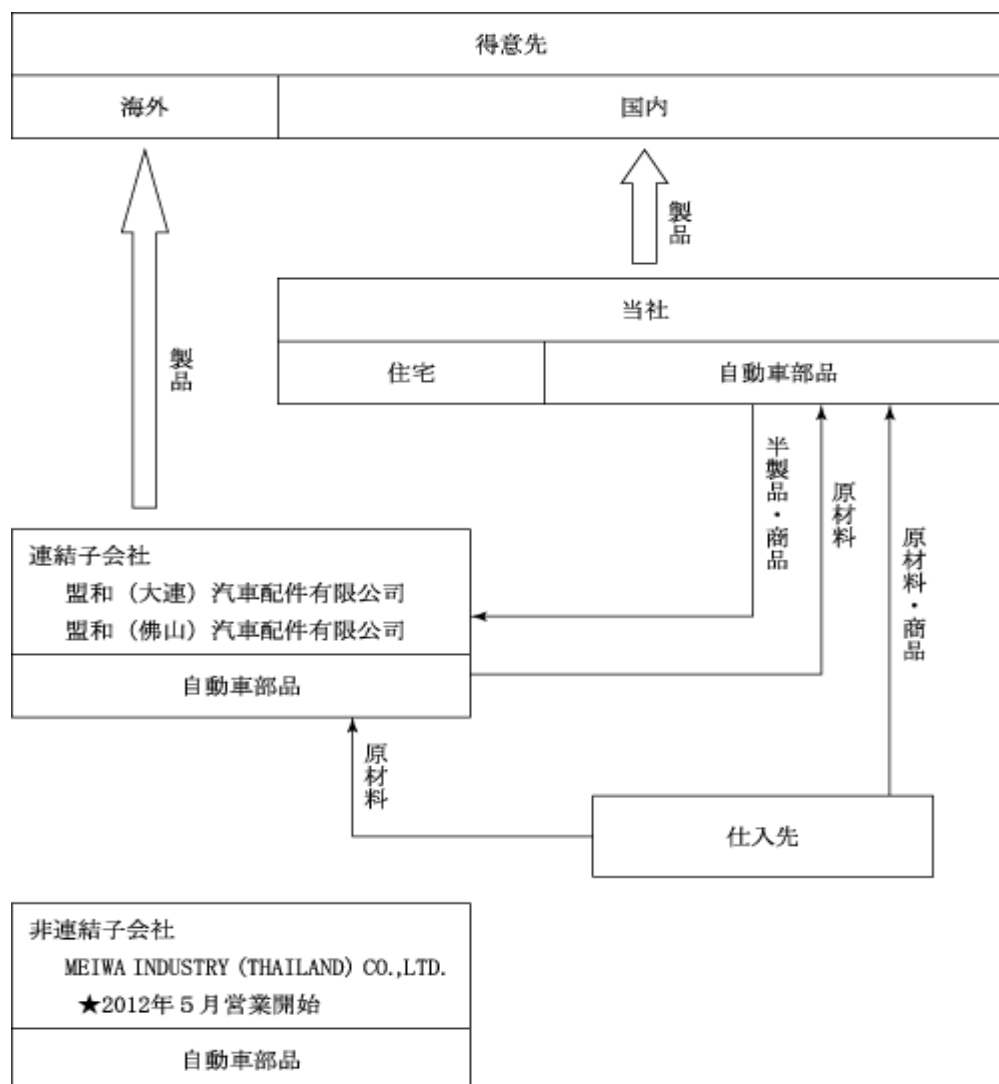 得意先
海外
国内
製品
当社
住宅
自動車部品
製品
半製品・商品
原材料
原材料・商品
連結子会社
盟和（大連）汽車配件有限公司
盟和（佛山）汽車配件有限公司
自動車部品
原材料
仕入先
非連結子会社
MEIWA INDUSTRY (THAILAND) CO.,LTD.
★2012年５月営業開始
自動車部品